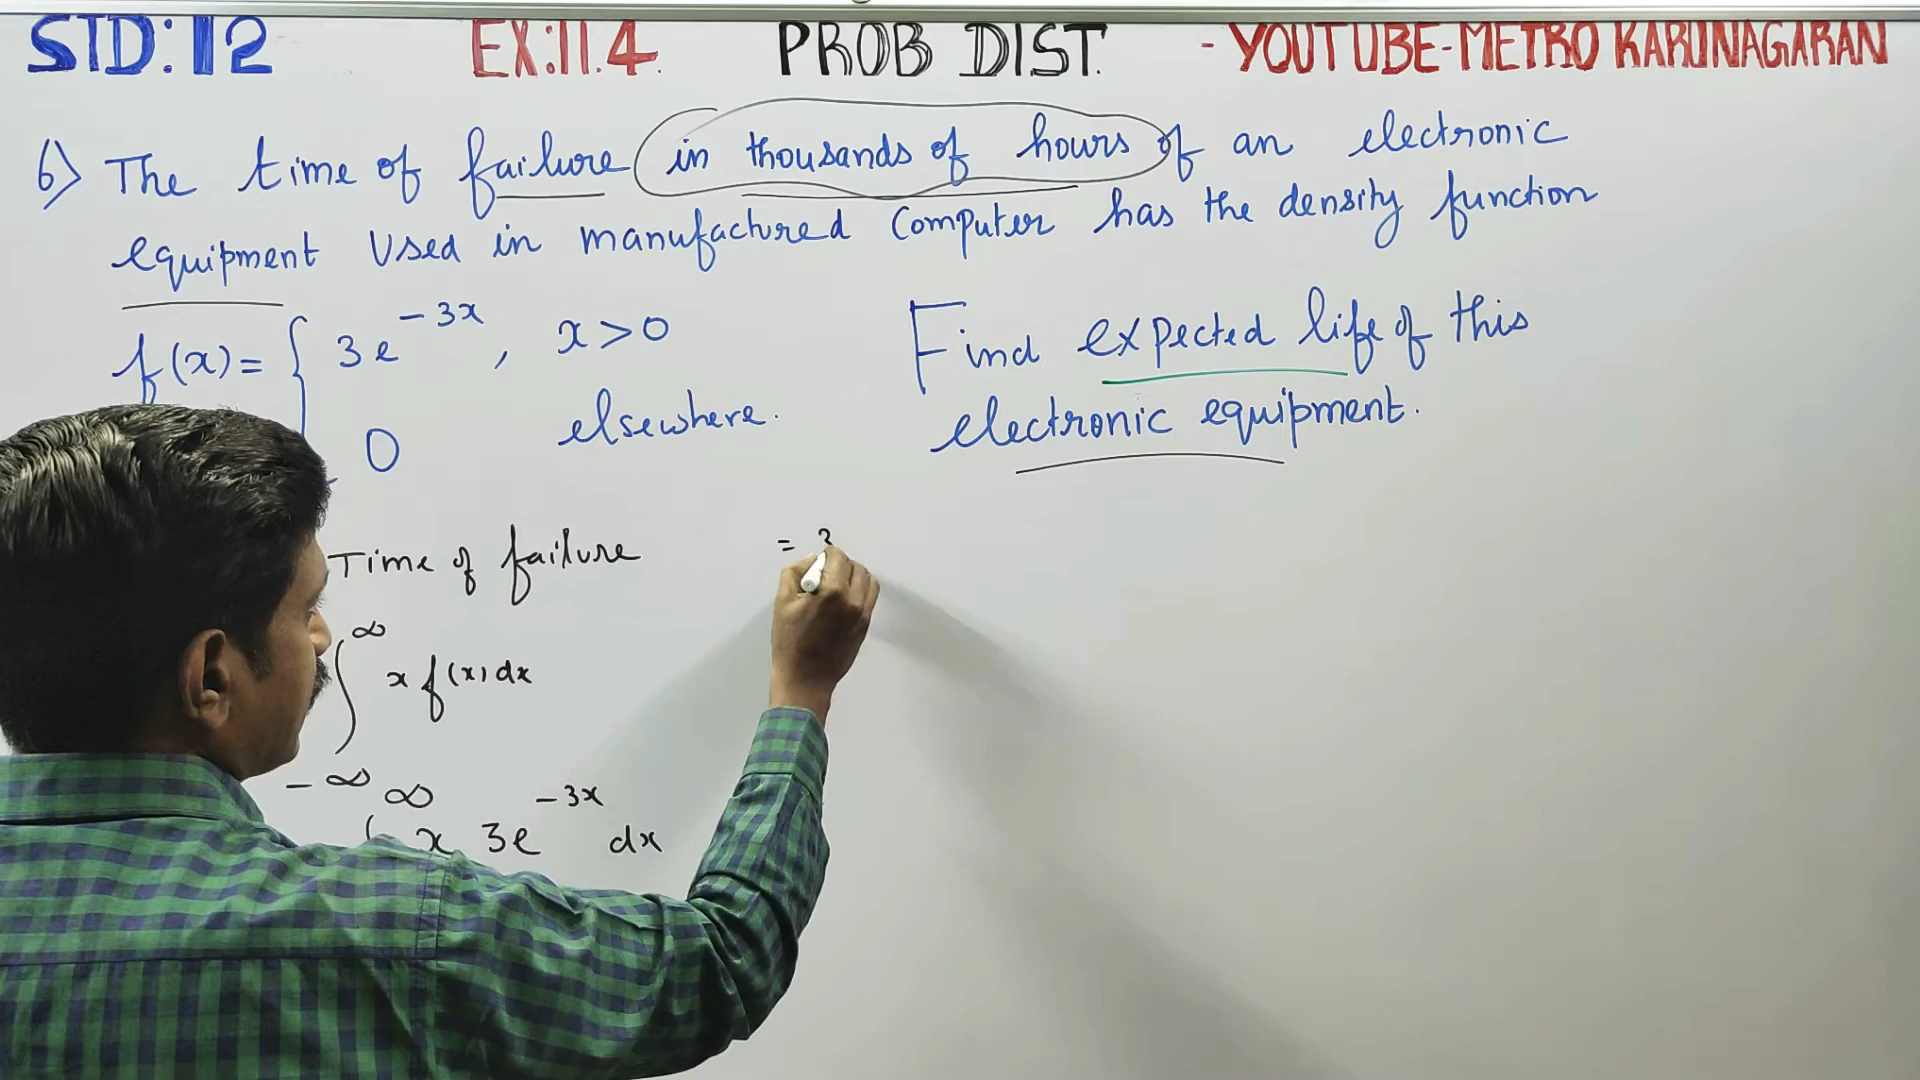 STD:12 EX:11.4. PROB DIST. - YOUTUBE-METRO KARUNAGARAN
6) The time of failure in thousands of hours of an electronic
equipment Used in manufactured Computer has the density function
f(x)= { 3e^{-3x}, x>0
0 elsewhere.
Find expected life of this
electronic equipment.
Time of failure
∫_{-∞}^{∞} x f(x) dx
∞ x 3e^{-3x} dx
= 3